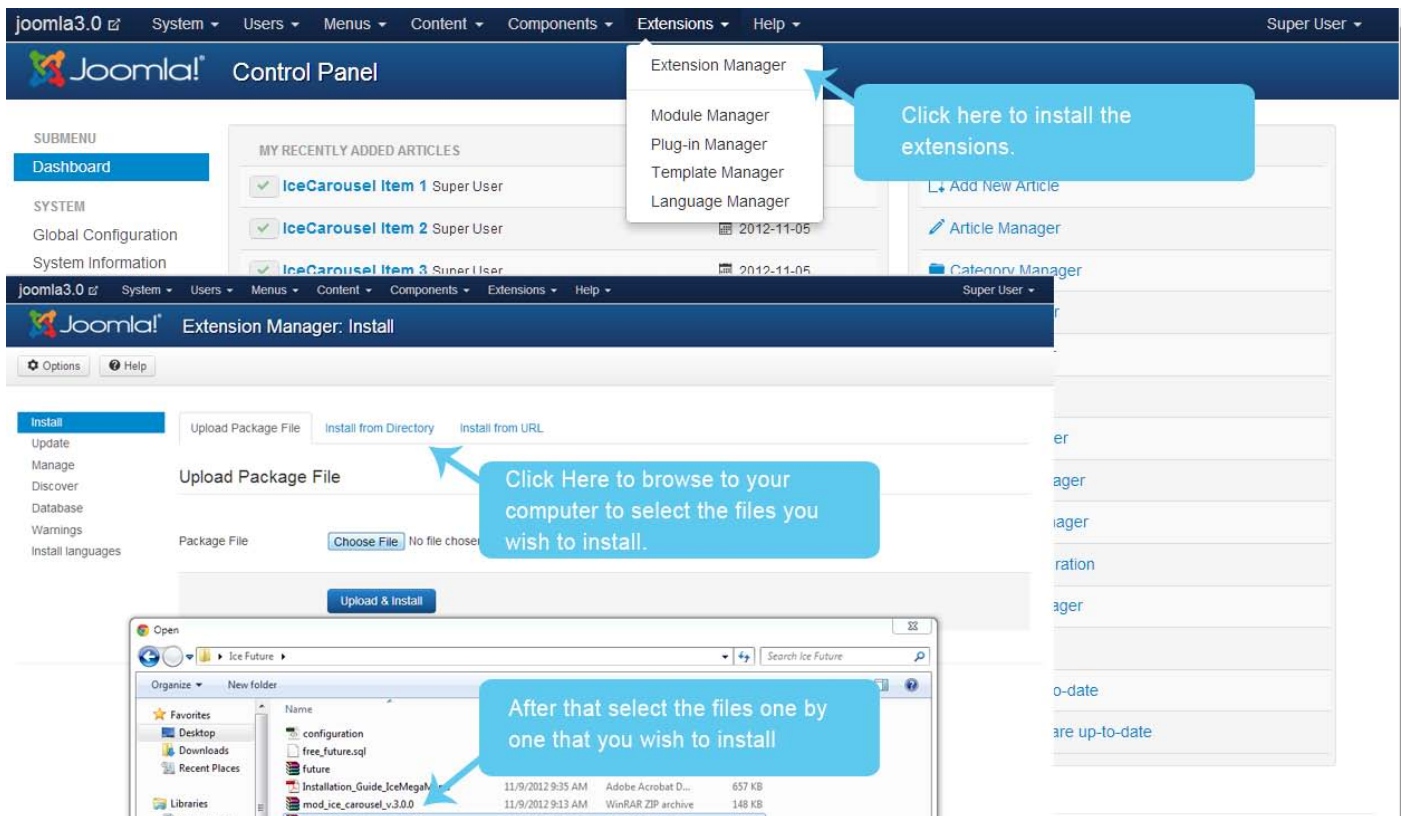 joomla3.0 System Users Menus Content Components Extensions Help Super User
Joomla!® Control Panel
Extension Manager
Module Manager
Plug-in Manager
Template Manager
Language Manager
Click here to install the
extensions.
SUBMENU
Dashboard
SYSTEM
Global Configuration
System Information
MY RECENTLY ADDED ARTICLES
IceCarousel Item 1 Super User
IceCarousel Item 2 Super User 2012-11-05
IceCarousel Item 3 Super User 2012-11-05
Add New Article
Article Manager
Category Manager
joomla3.0 System Users Menus Content Components Extensions Help Super User
Joomla!® Extension Manager: Install
Options Help
Install
Update
Manage
Discover
Database
Warnings
Install languages
Upload Package File Install from Directory Install from URL
Upload Package File
Click Here to browse to your
computer to select the files you
wish to install.
Package File Choose File No file chosen
Upload & Install
er
ager
ager
ration
ager
o-date
are up-to-date
Open
Ice Future Search Ice Future
Organize New folder
Favorites
Desktop
Downloads
Recent Places
Libraries
Name
configuration
free_future.sql
future
Installation_Guide_IceMegaM 11/9/2012 9:35 AM Adobe Acrobat D... 657 KB
mod_ice_carousel_v.3.0.0 11/9/2012 9:13 AM WinRAR ZIP archive 148 KB
After that select the files one by
one that you wish to install